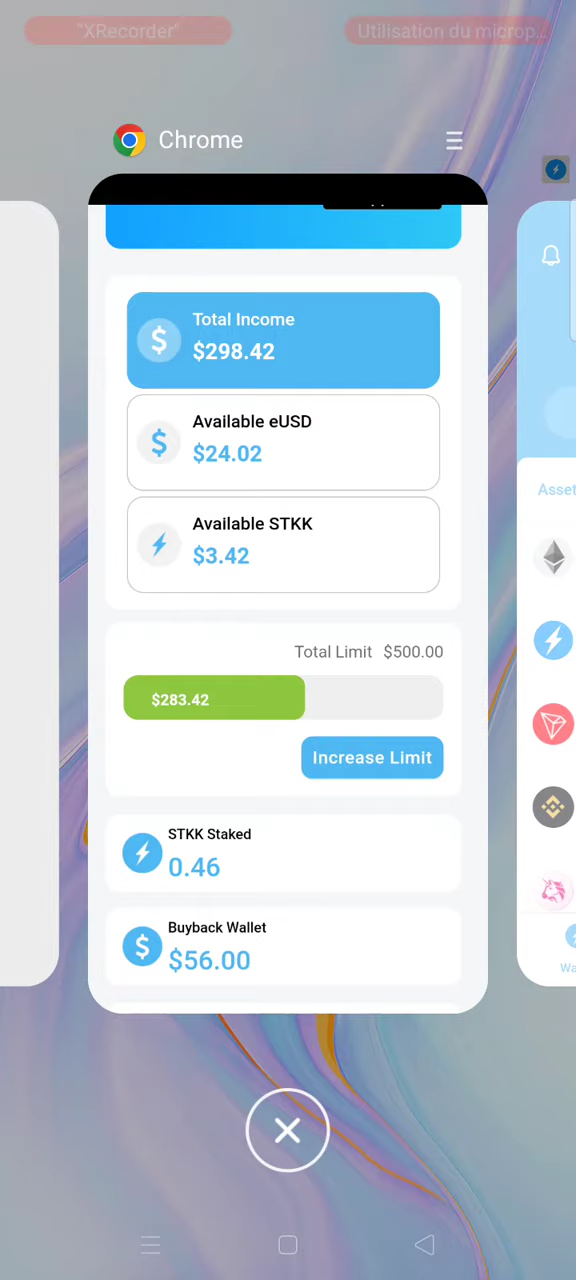 "XRecorder"
Utilisation du microp...
Chrome
Total Income
$298.42
Available eUSD
$24.02
Available STKK
$3.42
Total Limit $500.00
$283.42
Increase Limit
STKK Staked
0.46
Buyback Wallet
$56.00
Asset
Wa